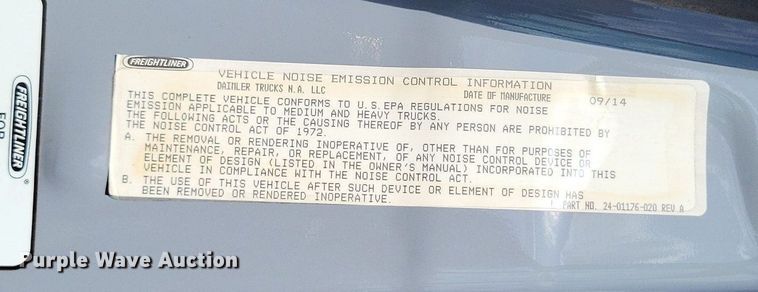 FREIGHTLINER
VEHICLE NOISE EMISSION CONTROL INFORMATION
DAIMLER TRUCKS N.A. LLC DATE OF MANUFACTURE 09/14
THIS COMPLETE VEHICLE CONFORMS TO U.S.EPA REGULATIONS FOR NOISE
EMISSION APPLICABLE TO MEDIUM AND HEAVY TRUCKS.
THE FOLLOWING ACTS OR THE CAUSING THEREOF BY ANY PERSON ARE PROHIBITED BY
THE NOISE CONTROL ACT OF 1972.
A. THE REMOVAL OR RENDERING INOPERATIVE OF, OTHER THAN FOR PURPOSES OF
MAINTENANCE, REPAIR, OR REPLACEMENT, OF ANY NOISE CONTROL DEVICE OR
ELEMENT OF DESIGN (LISTED IN THE OWNER'S MANUAL) INCORPORATED INTO THIS
VEHICLE IN COMPLIANCE WITH THE NOISE CONTROL ACT.
B. THE USE OF THIS VEHICLE AFTER SUCH DEVICE OR ELEMENT OF DESIGN HAS
BEEN REMOVED OR RENDERED INOPERATIVE.
PART NO. 24-01176-020 REV A
FREIGHTLINER
FOR
Purple Wave Auction